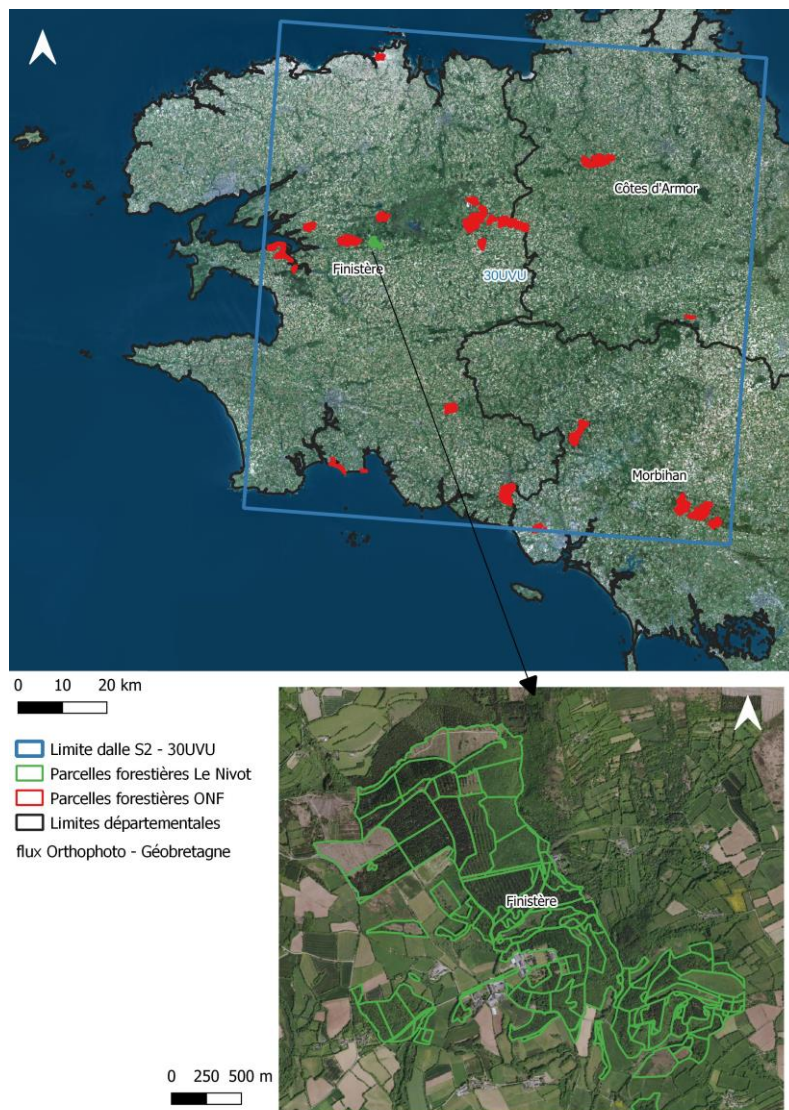 Côtes d'Armor
Finistère
30UVU
Morbihan
0 10 20 km
Limite dalle S2 - 30UVU
Parcelles forestières Le Nivot
Parcelles forestières ONF
Limites départementales
flux Orthophoto - Géobretagne
Finistère
0 250 500 m